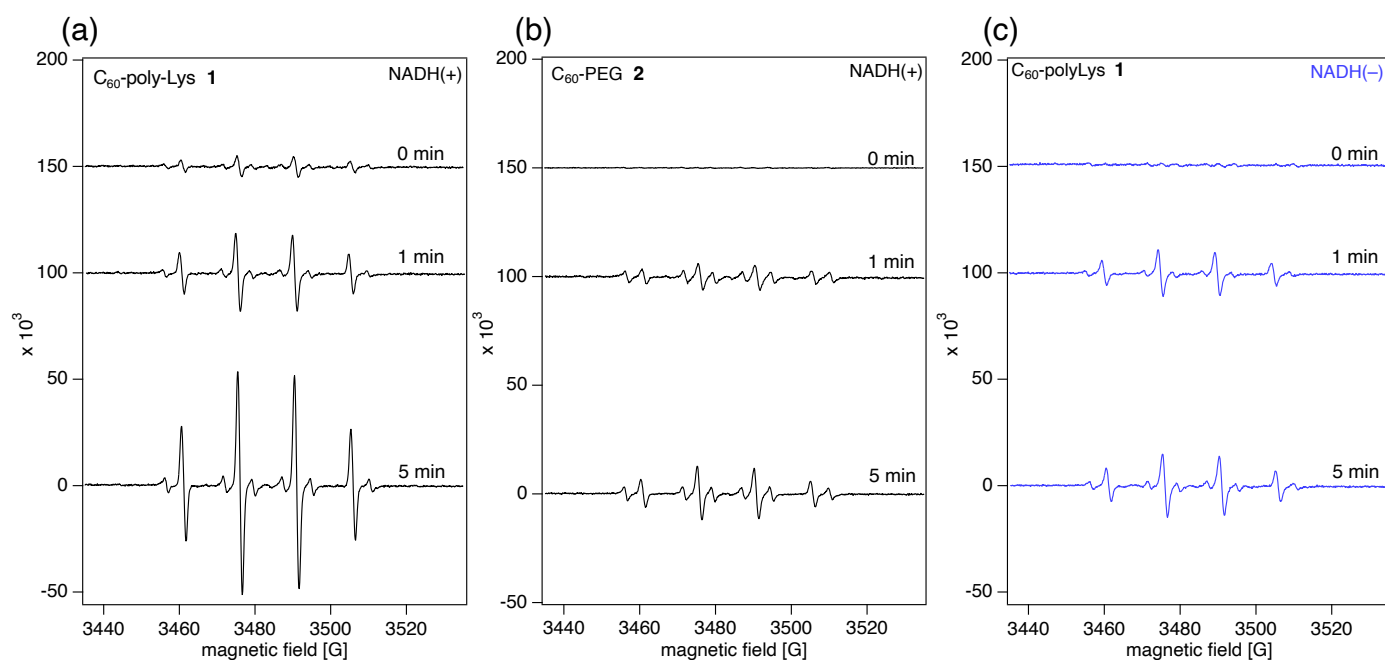 (a)
C₆₀-poly-Lys 1 NADH(+)
0 min
1 min
5 min
200
150
100
50
0
-50
x 10³
3440 3460 3480 3500 3520
magnetic field [G]
(b)
C₆₀-PEG 2 NADH(+)
0 min
1 min
5 min
200
150
100
50
0
-50
x 10³
3440 3460 3480 3500 3520
magnetic field [G]
(c)
C₆₀-polyLys 1 NADH(–)
0 min
1 min
5 min
200
150
100
50
0
-50
x 10³
3440 3460 3480 3500 3520
magnetic field [G]